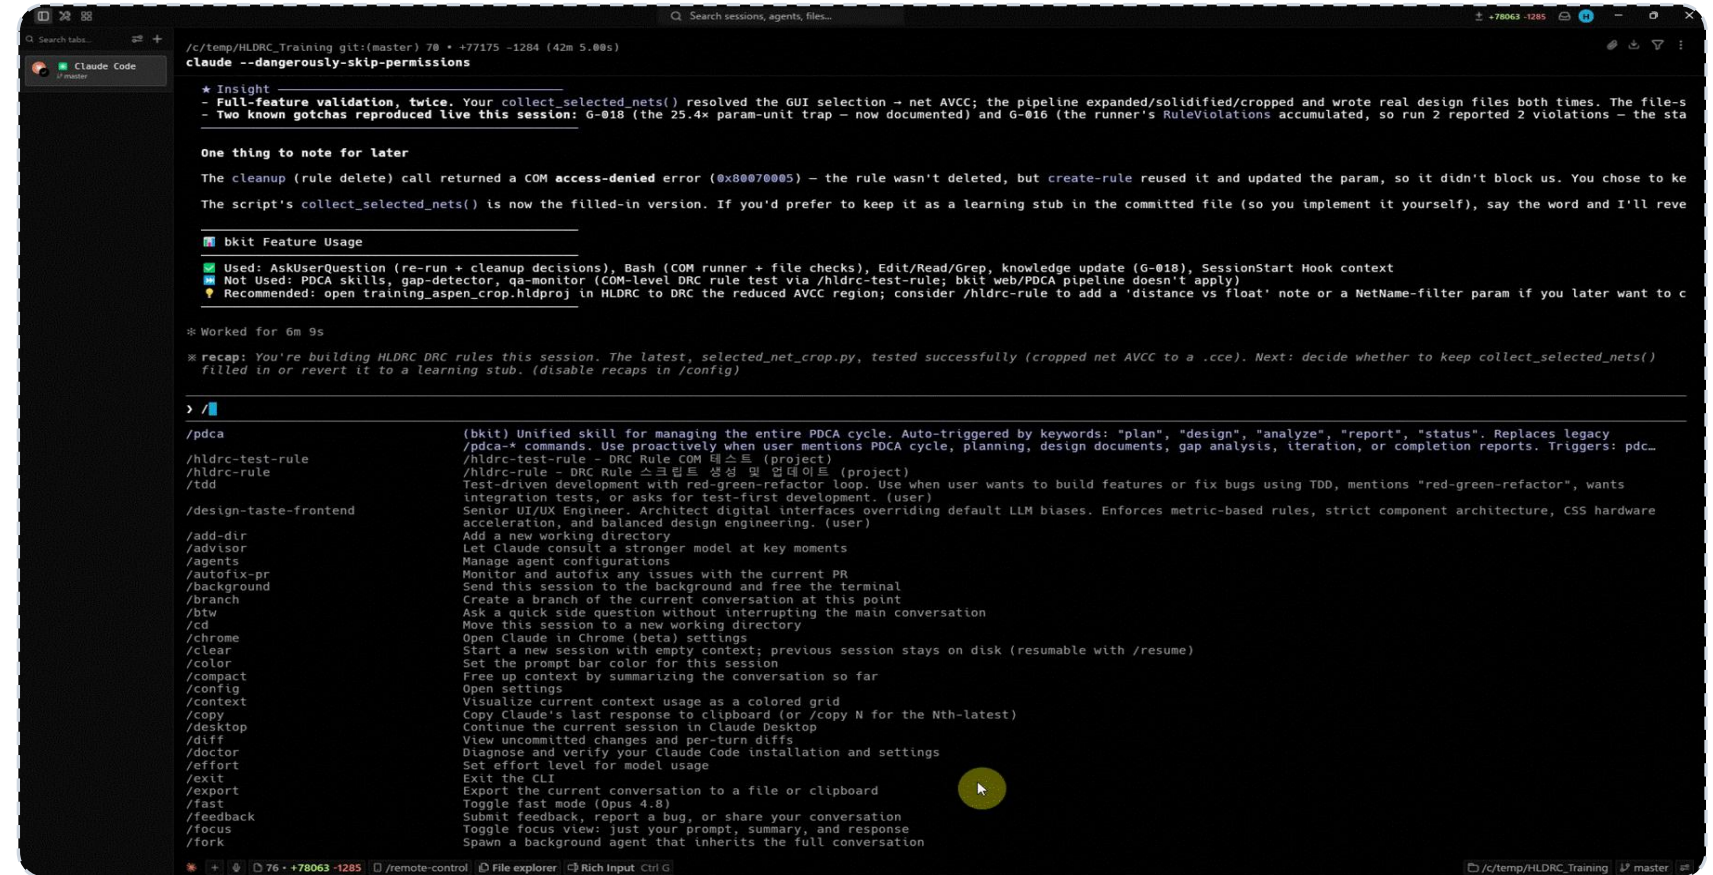 Search sessions, agents, files...
+78063 -1285
H
Search tabs...
Claude Code
master
/c/temp/HLDRC_Training git:(master) 70 • +77175 -1284 (42m 5.00s)
claude --dangerously-skip-permissions
★ Insight
- Full-feature validation, twice. Your collect_selected_nets() resolved the GUI selection → net AVCC; the pipeline expanded/solidified/cropped and wrote real design files both times. The file-s
- Two known gotchas reproduced live this session: G-018 (the 25.4× param-unit trap — now documented) and G-016 (the runner's RuleViolations accumulated, so run 2 reported 2 violations — the sta
One thing to note for later
The cleanup (rule delete) call returned a COM access-denied error (0x80070005) — the rule wasn't deleted, but create-rule reused it and updated the param, so it didn't block us. You chose to ke
The script's collect_selected_nets() is now the filled-in version. If you'd prefer to keep it as a learning stub in the committed file (so you implement it yourself), say the word and I'll reve
bkit Feature Usage
Used: AskUserQuestion (re-run + cleanup decisions), Bash (COM runner + file checks), Edit/Read/Grep, knowledge update (G-018), SessionStart Hook context
Not Used: PDCA skills, gap-detector, qa-monitor (COM-level DRC rule test via /hldrc-test-rule; bkit web/PDCA pipeline doesn't apply)
Recommended: open training_aspen_crop.hldproj in HLDRC to DRC the reduced AVCC region; consider /hldrc-rule to add a 'distance vs float' note or a NetName-filter param if you later want to c
✻ Worked for 6m 9s
※ recap: You're building HLDRC DRC rules this session. The latest, selected_net_crop.py, tested successfully (cropped net AVCC to a .cce). Next: decide whether to keep collect_selected_nets()
filled in or revert it to a learning stub. (disable recaps in /config)
❯ /
/pdca (bkit) Unified skill for managing the entire PDCA cycle. Auto-triggered by keywords: "plan", "design", "analyze", "report", "status". Replaces legacy
/pdca-* commands. Use proactively when user mentions PDCA cycle, planning, design documents, gap analysis, iteration, or completion reports. Triggers: pdc…
/hldrc-test-rule /hldrc-test-rule - DRC Rule COM 테스트 (project)
/hldrc-rule /hldrc-rule - DRC Rule 스크립트 생성 및 업데이트 (project)
/tdd Test-driven development with red-green-refactor loop. Use when user wants to build features or fix bugs using TDD, mentions "red-green-refactor", wants
integration tests, or asks for test-first development. (user)
/design-taste-frontend Senior UI/UX Engineer. Architect digital interfaces overriding default LLM biases. Enforces metric-based rules, strict component architecture, CSS hardware
acceleration, and balanced design engineering. (user)
/add-dir Add a new working directory
/advisor Let Claude consult a stronger model at key moments
/agents Manage agent configurations
/autofix-pr Monitor and autofix any issues with the current PR
/background Send this session to the background and free the terminal
/branch Create a branch of the current conversation at this point
/btw Ask a quick side question without interrupting the main conversation
/cd Move this session to a new working directory
/chrome Open Claude in Chrome (beta) settings
/clear Start a new session with empty context; previous session stays on disk (resumable with /resume)
/color Set the prompt bar color for this session
/compact Free up context by summarizing the conversation so far
/config Open settings
/context Visualize current context usage as a colored grid
/copy Copy Claude's last response to clipboard (or /copy N for the Nth-latest)
/desktop Continue the current session in Claude Desktop
/diff View uncommitted changes and per-turn diffs
/doctor Diagnose and verify your Claude Code installation and settings
/effort Set effort level for model usage
/exit Exit the CLI
/export Export the current conversation to a file or clipboard
/fast Toggle fast mode (Opus 4.8)
/feedback Submit feedback, report a bug, or share your conversation
/focus Toggle focus view: just your prompt, summary, and response
/fork Spawn a background agent that inherits the full conversation
76 • +78063 -1285 /remote-control File explorer Rich Input Ctrl G /c/temp/HLDRC_Training master